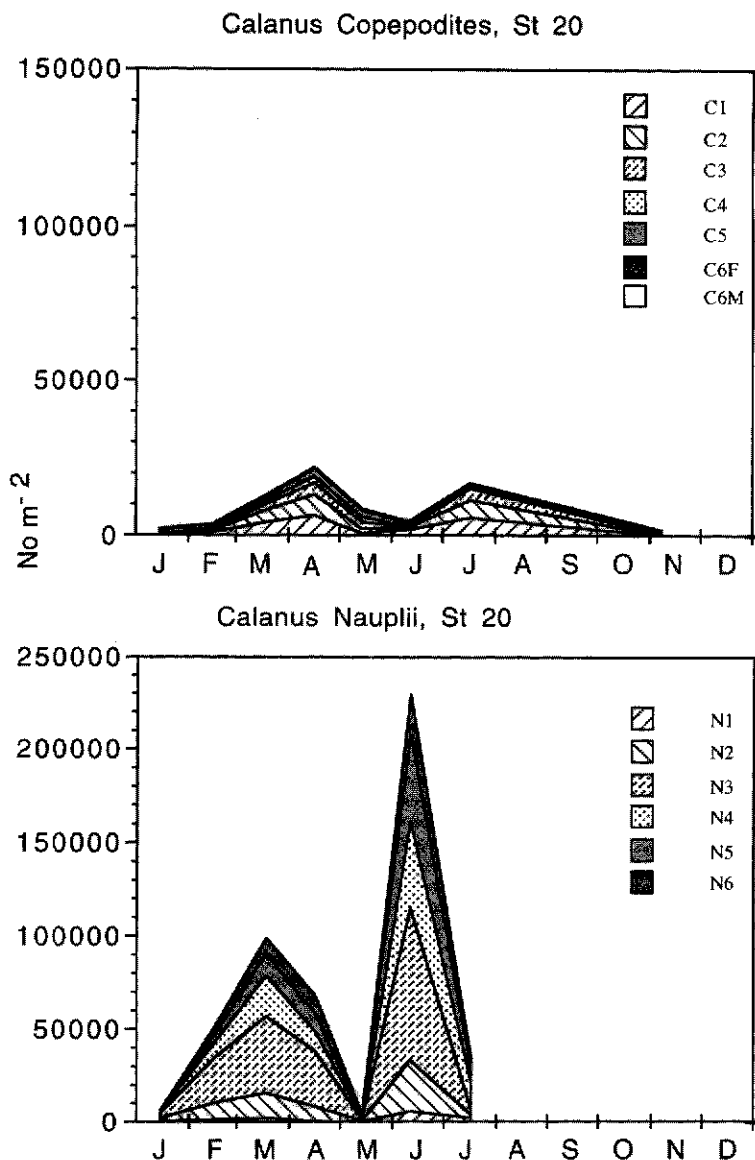 Calanus Copepodites, St 20
150000
100000
50000
0
No m⁻²
C1
C2
C3
C4
C5
C6F
C6M
J F M A M J J A S O N D
Calanus Nauplii, St 20
250000
200000
150000
100000
50000
0
N1
N2
N3
N4
N5
N6
J F M A M J J A S O N D